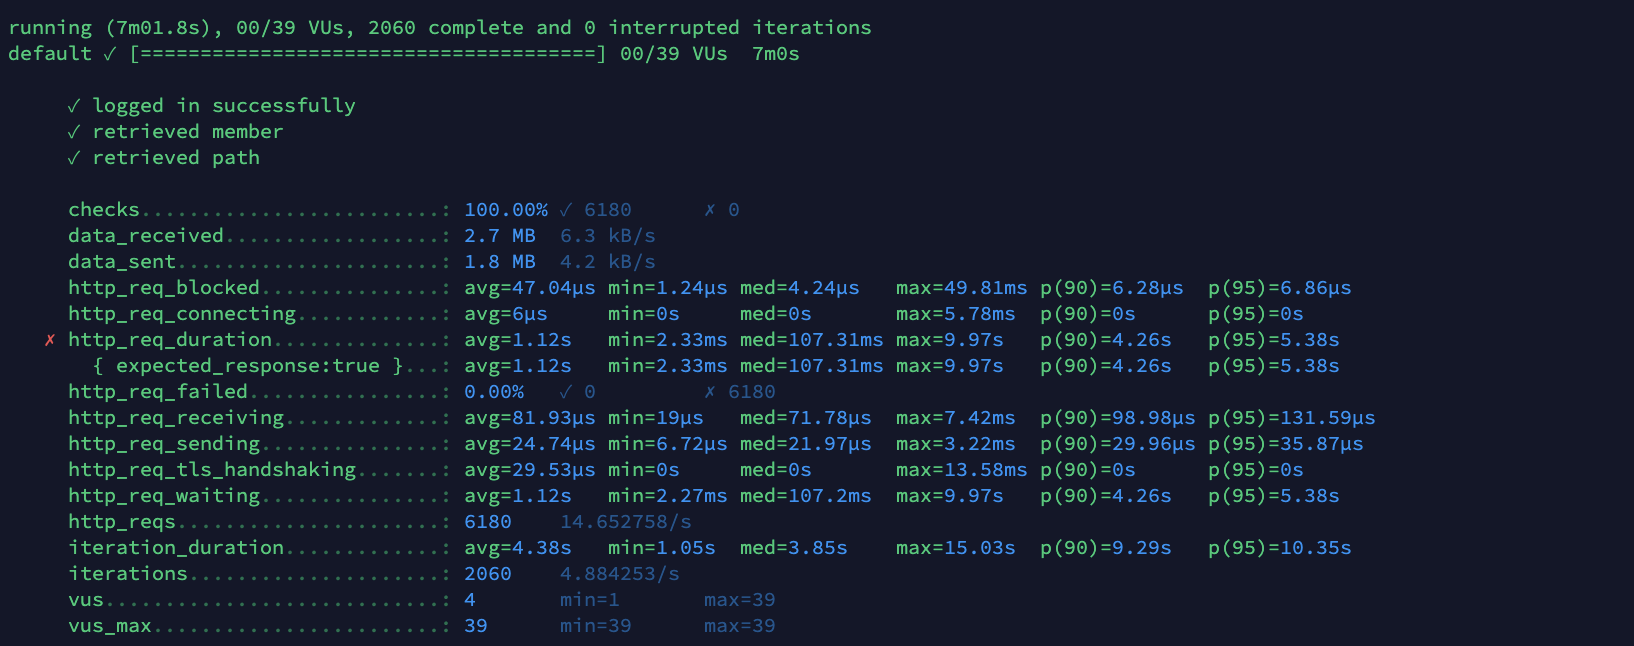 running (7m01.8s), 00/39 VUs, 2060 complete and 0 interrupted iterations
default ✓ [======================================] 00/39 VUs  7m0s

     ✓ logged in successfully
     ✓ retrieved member
     ✓ retrieved path

     checks.........................: 100.00% ✓ 6180      ✗ 0
     data_received..................: 2.7 MB  6.3 kB/s
     data_sent......................: 1.8 MB  4.2 kB/s
     http_req_blocked...............: avg=47.04µs min=1.24µs med=4.24µs   max=49.81ms p(90)=6.28µs  p(95)=6.86µs
     http_req_connecting............: avg=6µs     min=0s     med=0s       max=5.78ms  p(90)=0s      p(95)=0s
   ✗ http_req_duration..............: avg=1.12s   min=2.33ms med=107.31ms max=9.97s   p(90)=4.26s   p(95)=5.38s
       { expected_response:true }...: avg=1.12s   min=2.33ms med=107.31ms max=9.97s   p(90)=4.26s   p(95)=5.38s
     http_req_failed................: 0.00%   ✓ 0         ✗ 6180
     http_req_receiving.............: avg=81.93µs min=19µs   med=71.78µs  max=7.42ms  p(90)=98.98µs p(95)=131.59µs
     http_req_sending...............: avg=24.74µs min=6.72µs med=21.97µs  max=3.22ms  p(90)=29.96µs p(95)=35.87µs
     http_req_tls_handshaking.......: avg=29.53µs min=0s     med=0s       max=13.58ms p(90)=0s      p(95)=0s
     http_req_waiting...............: avg=1.12s   min=2.27ms med=107.2ms  max=9.97s   p(90)=4.26s   p(95)=5.38s
     http_reqs......................: 6180    14.652758/s
     iteration_duration.............: avg=4.38s   min=1.05s  med=3.85s    max=15.03s  p(90)=9.29s   p(95)=10.35s
     iterations.....................: 2060    4.884253/s
     vus............................: 4       min=1       max=39
     vus_max........................: 39      min=39      max=39